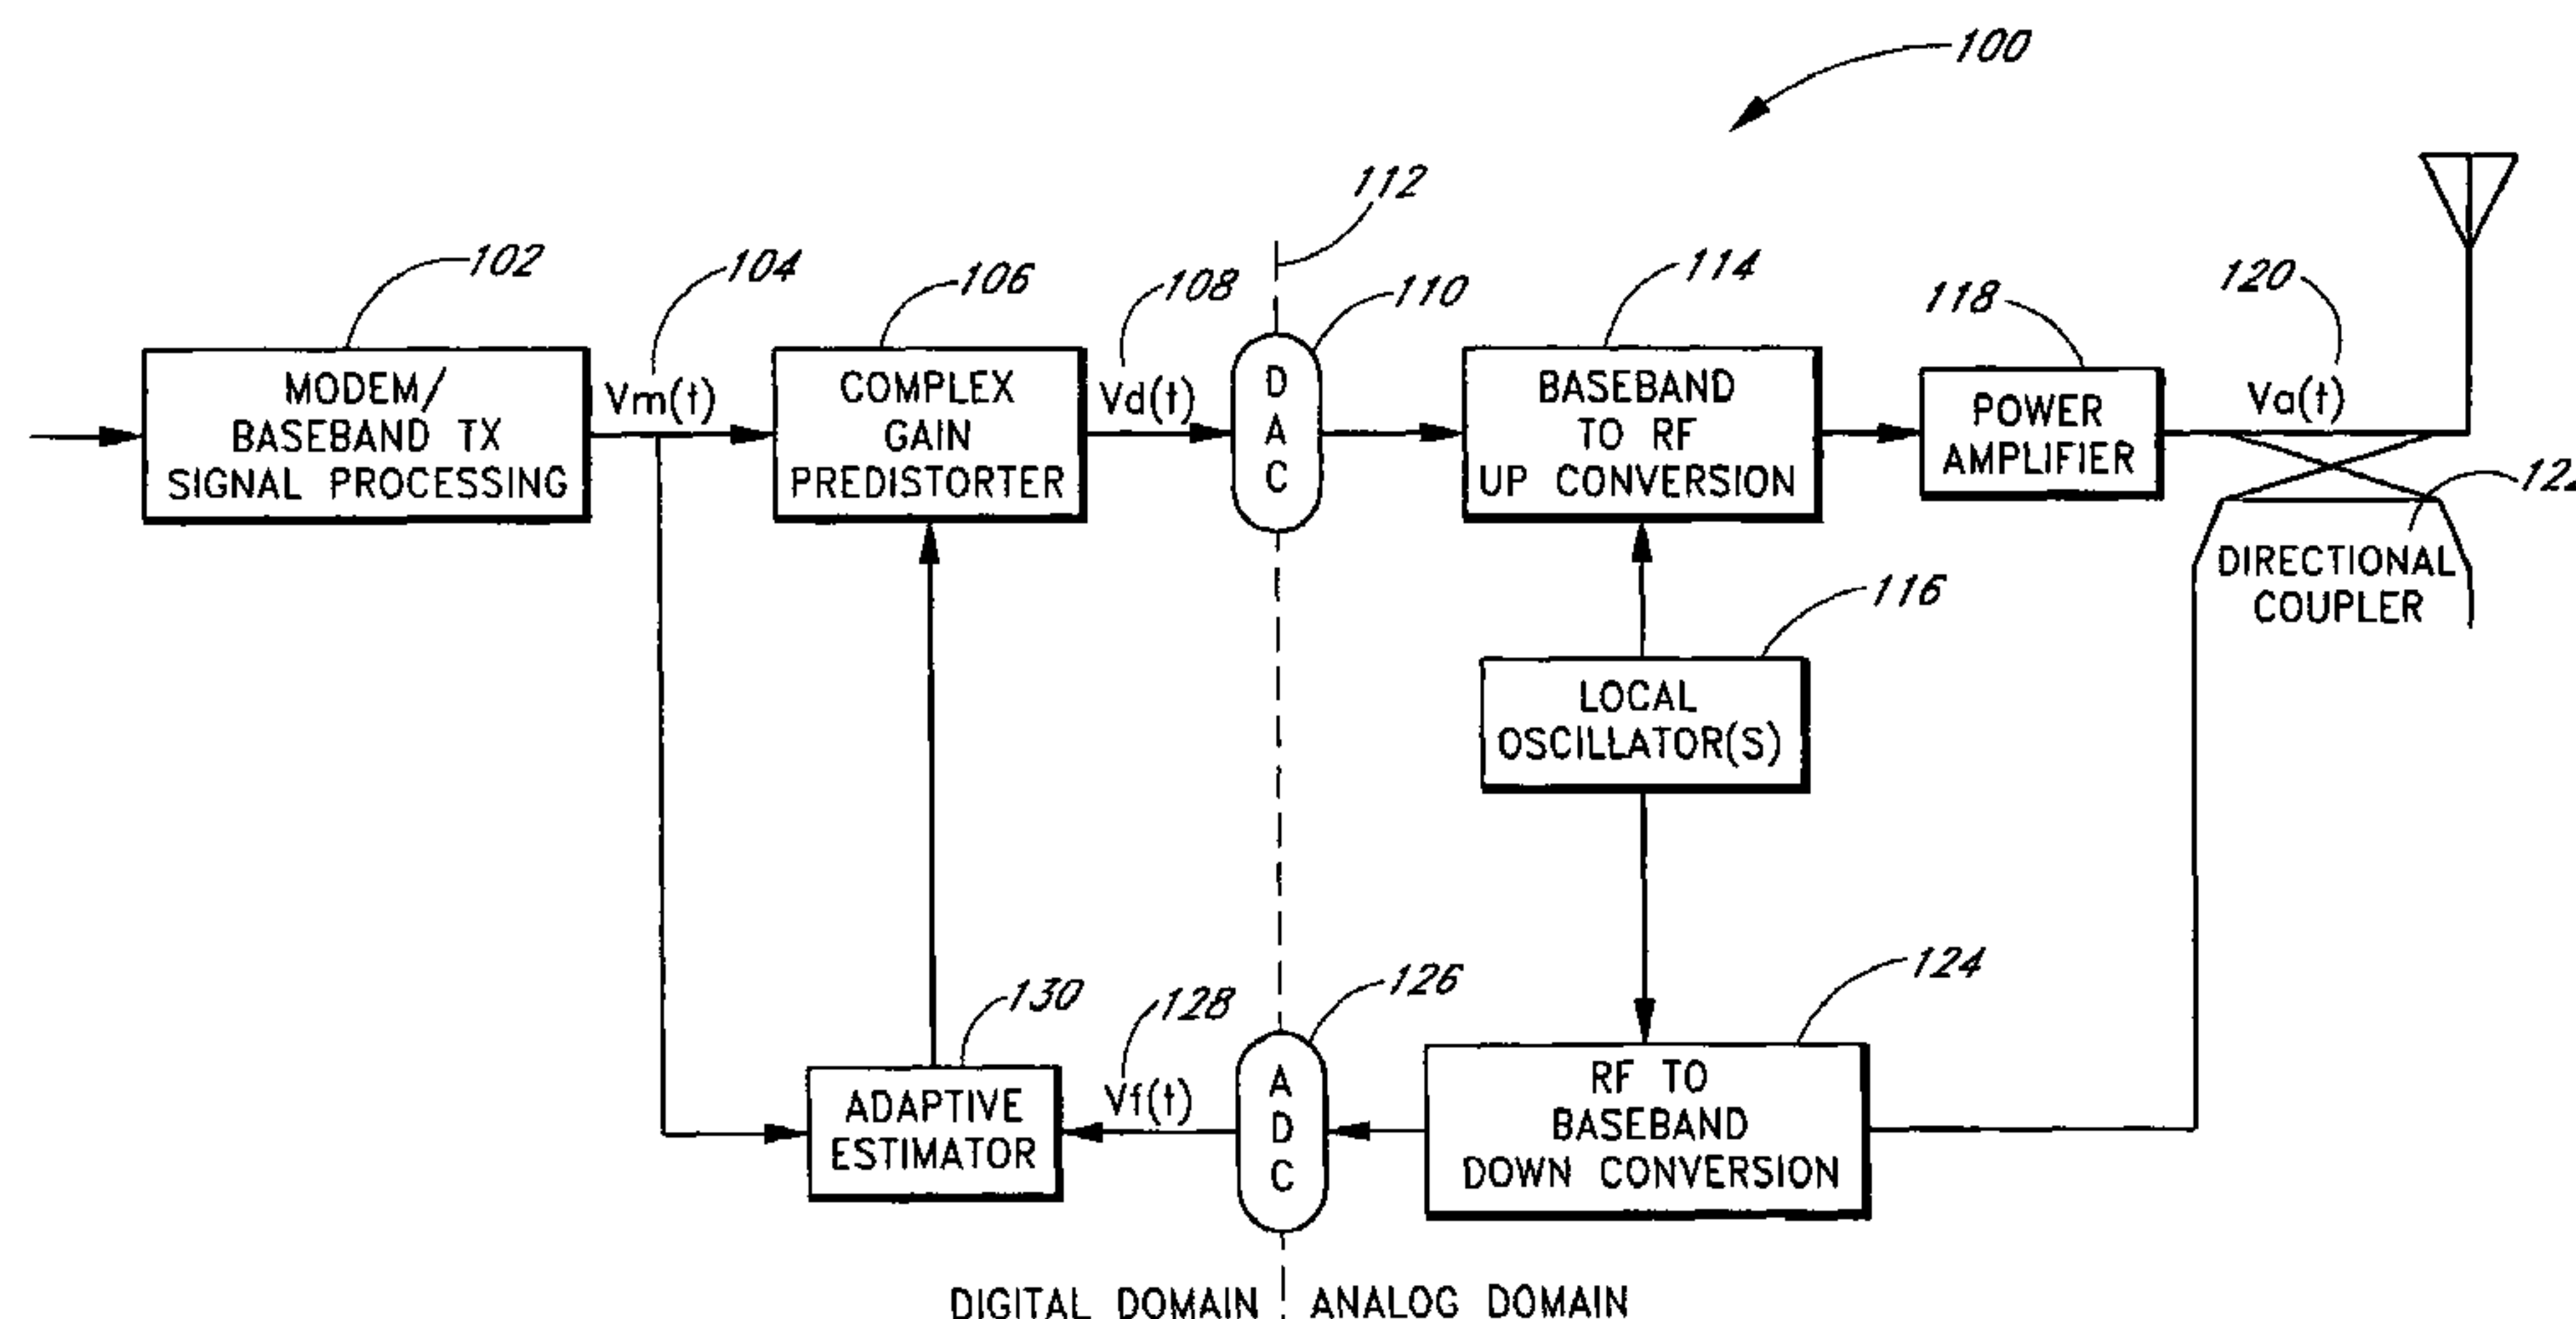 100
112
102
104
106
108
110
114
118
120
MODEM/
BASEBAND TX
SIGNAL PROCESSING
Vm(t)
COMPLEX
GAIN
PREDISTORTER
Vd(t)
D
A
C
BASEBAND
TO RF
UP CONVERSION
POWER
AMPLIFIER
Va(t)
DIRECTIONAL
COUPLER
116
LOCAL
OSCILLATOR(S)
130
128
126
124
ADAPTIVE
ESTIMATOR
Vf(t)
A
D
C
RF TO
BASEBAND
DOWN CONVERSION
DIGITAL DOMAIN
ANALOG DOMAIN